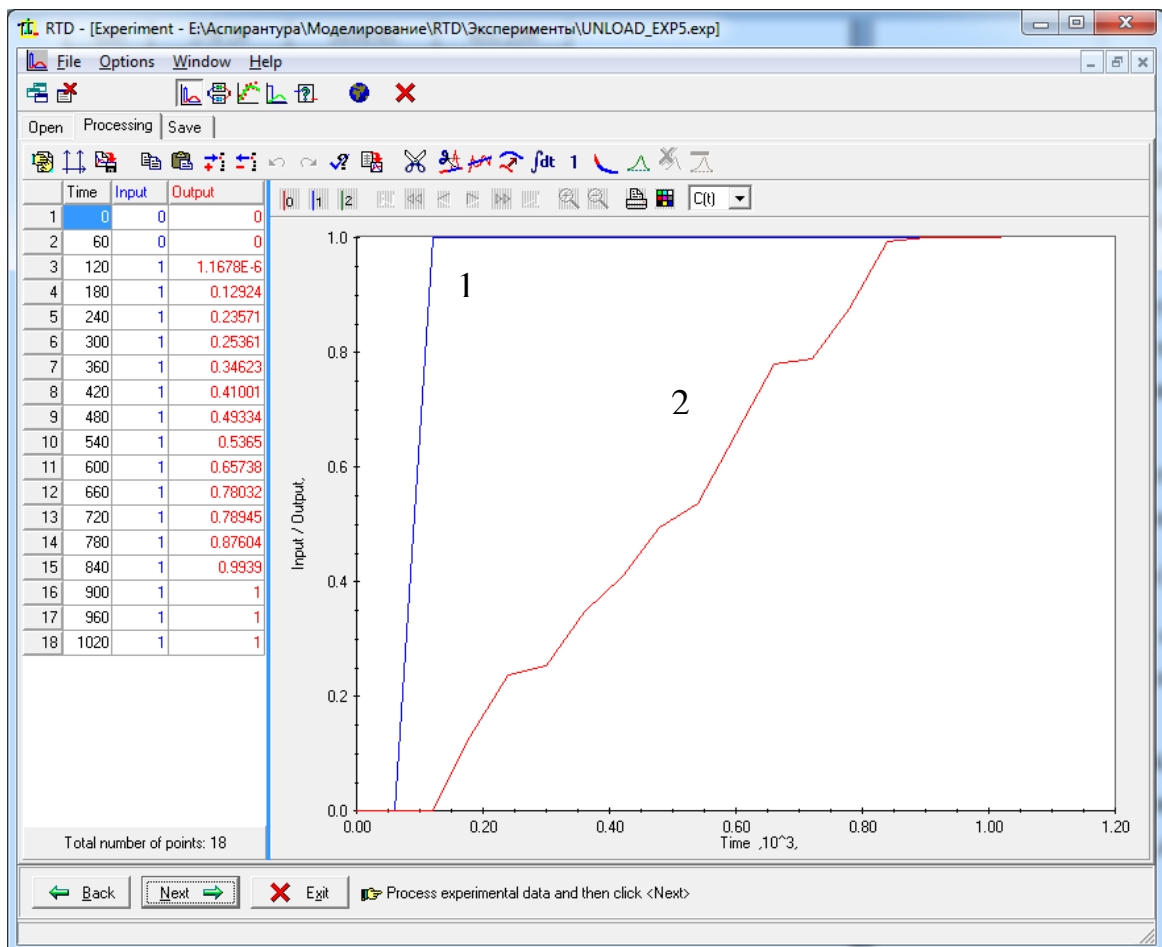 RTD - [Experiment - E:\Аспирантура\Моделирование\RTD\Эксперименты\UNLOAD_EXP5.exp]
File Options Window Help
Open Processing Save
∫dt 1
Time Input Output
0 1 2 C(t)
1 0 0 0
2 60 0 0
3 120 1 1.1678E-6
4 180 1 0.12924
5 240 1 0.23571
6 300 1 0.25361
7 360 1 0.34623
8 420 1 0.41001
9 480 1 0.49334
10 540 1 0.5365
11 600 1 0.65738
12 660 1 0.78032
13 720 1 0.78945
14 780 1 0.87604
15 840 1 0.9939
16 900 1 1
17 960 1 1
18 1020 1 1
Total number of points: 18
1.0
0.8
0.6
0.4
0.2
0.0
Input / Output,
1
2
0.00 0.20 0.40 0.60 0.80 1.00 1.20
Time ,10^3,
Back Next Exit Process experimental data and then click <Next>